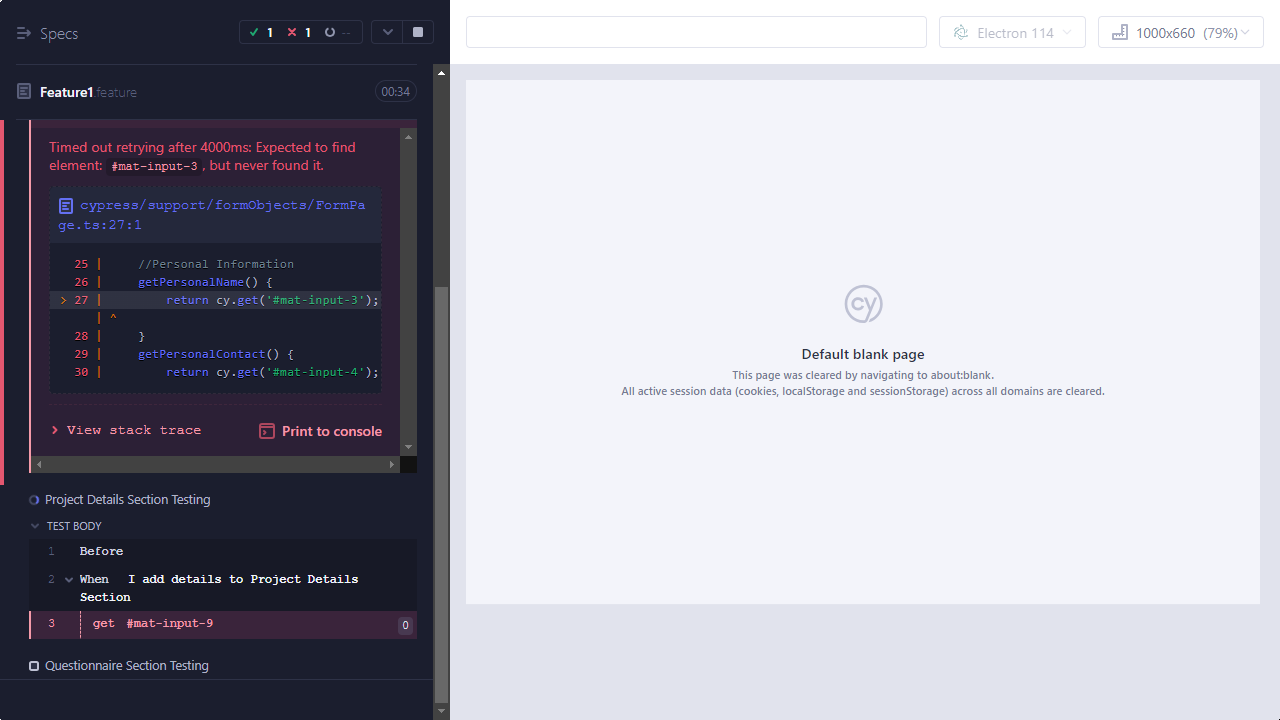 Specs
1 1 --
Electron 114
1000x660 (79%)
Feature1.feature
00:34
Timed out retrying after 4000ms: Expected to find
element: #mat-input-3, but never found it.
cypress/support/formObjects/FormPa
ge.ts:27:1
25 | //Personal Information
26 | getPersonalName() {
> 27 | return cy.get('#mat-input-3');
| ^
28 | }
29 | getPersonalContact() {
30 | return cy.get('#mat-input-4');
> View stack trace
Print to console
Project Details Section Testing
TEST BODY
1 Before
2 When I add details to Project Details
Section
3 get #mat-input-9 0
Questionnaire Section Testing
cy
Default blank page
This page was cleared by navigating to about:blank.
All active session data (cookies, localStorage and sessionStorage) across all domains are cleared.